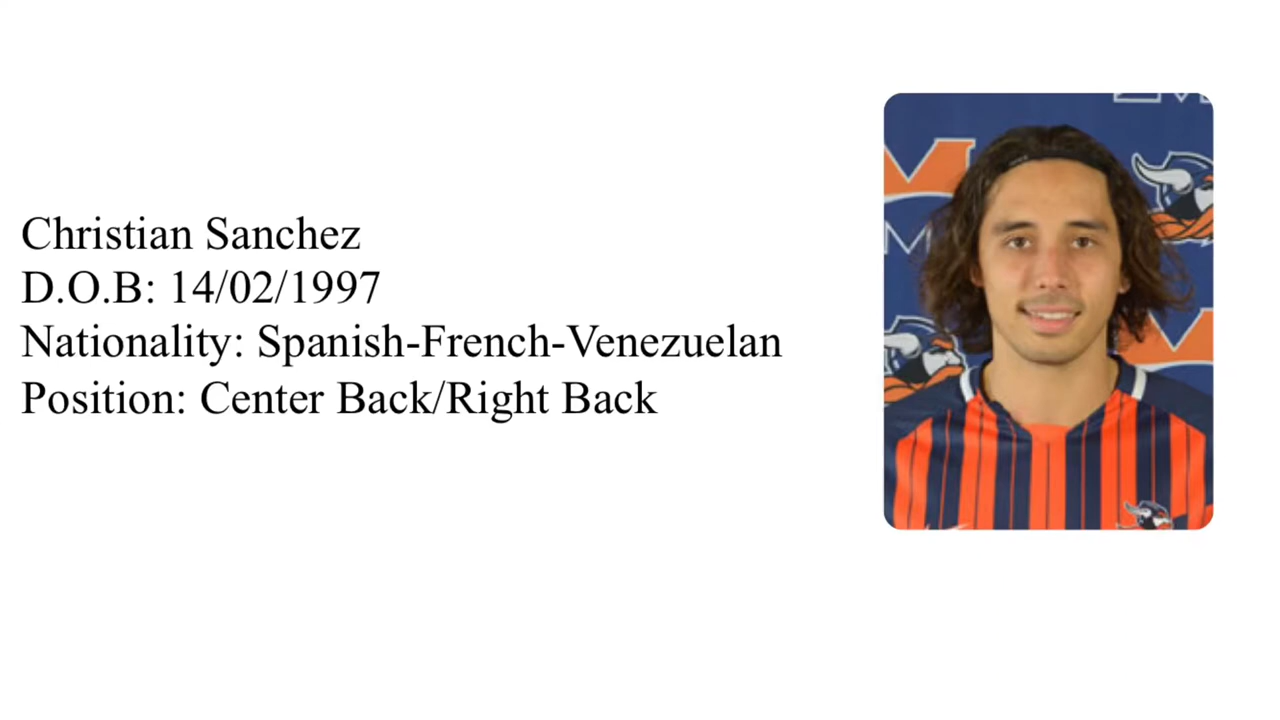 Christian Sanchez
D.O.B: 14/02/1997
Nationality: Spanish-French-Venezuelan
Position: Center Back/Right Back